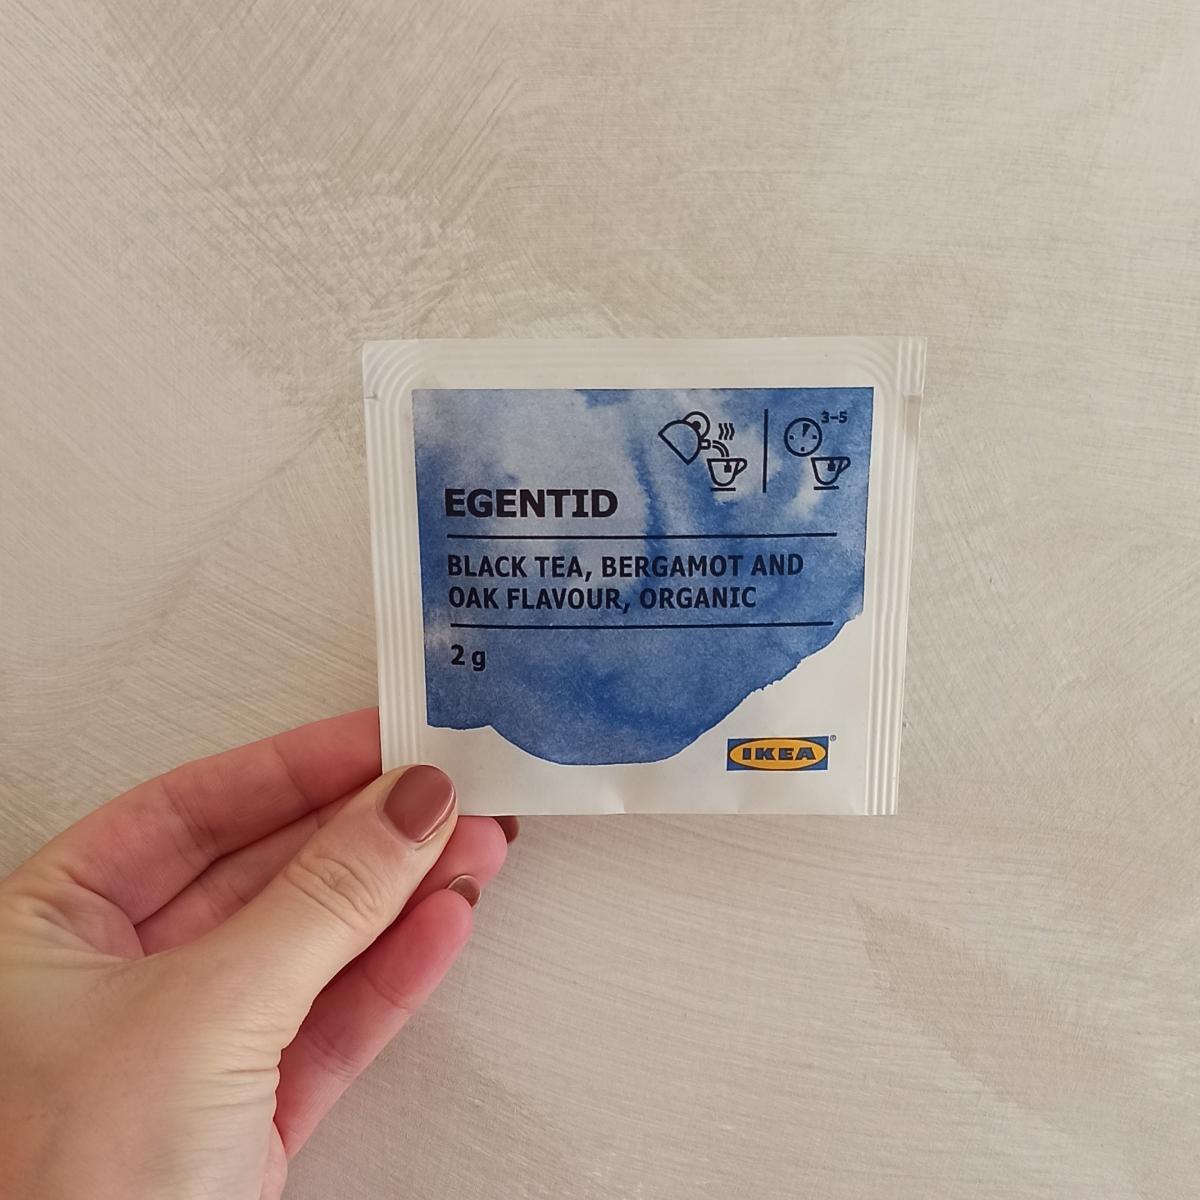 3-5
EGENTID
BLACK TEA, BERGAMOT AND
OAK FLAVOUR, ORGANIC
2 g
IKEA®